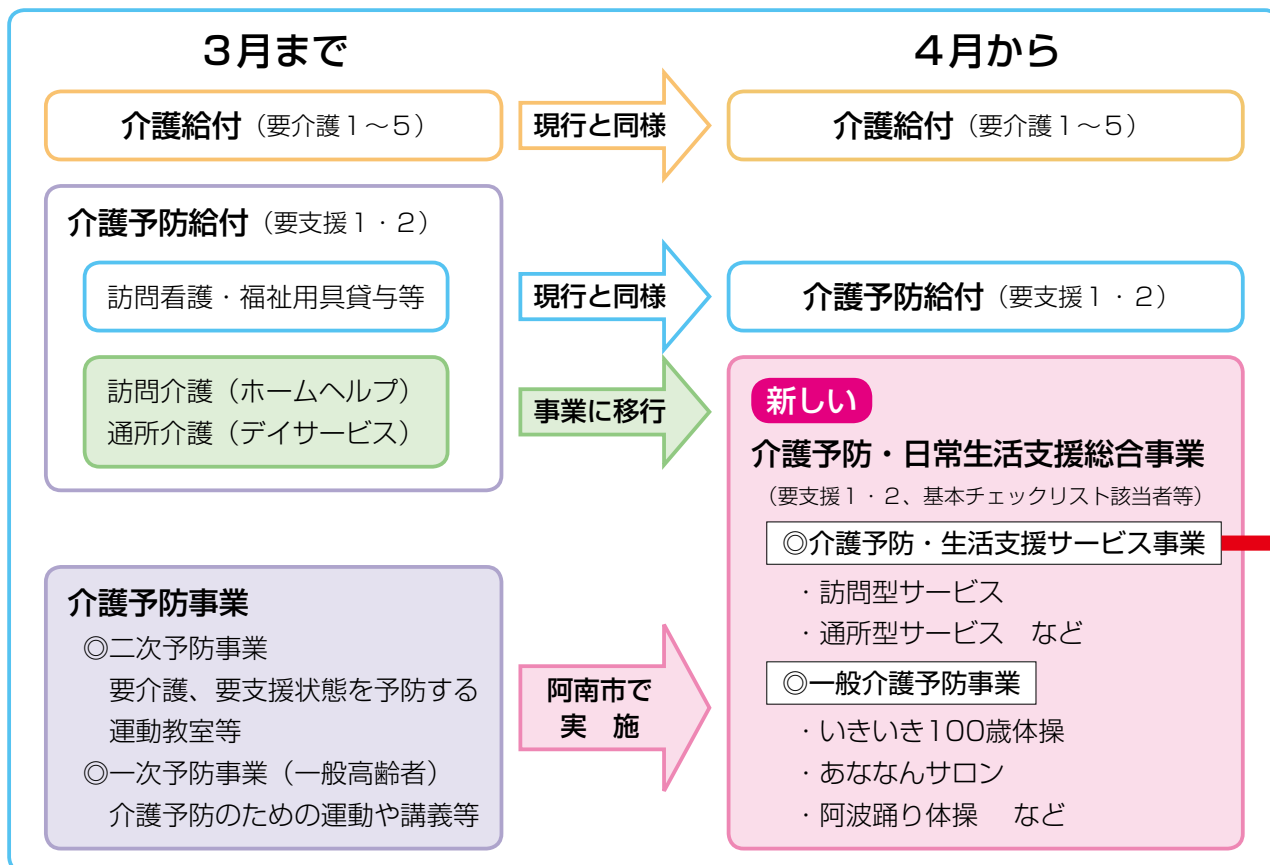 3月まで
介護給付（要介護1～5）
介護予防給付（要支援1・2）
訪問看護・福祉用具貸与等
訪問介護（ホームヘルプ）
通所介護（デイサービス）
介護予防事業
◎二次予防事業
要介護、要支援状態を予防する
運動教室等
◎一次予防事業（一般高齢者）
介護予防のための運動や講義等
現行と同様
現行と同様
事業に移行
阿南市で
実　施
4月から
介護給付（要介護1～5）
介護予防給付（要支援1・2）
新しい
介護予防・日常生活支援総合事業
（要支援1・2、基本チェックリスト該当者等）
◎介護予防・生活支援サービス事業
・訪問型サービス
・通所型サービス　など
◎一般介護予防事業
・いきいき100歳体操
・あななんサロン
・阿波踊り体操　など